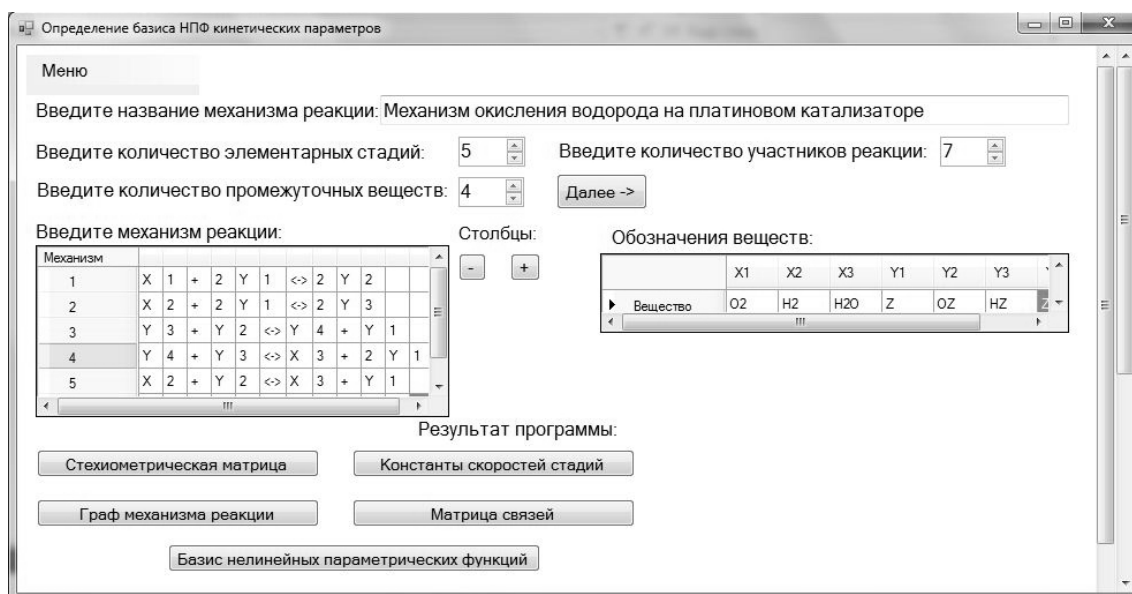 Определение базиса НПФ кинетических параметров
Меню
Введите название механизма реакции: Механизм окисления водорода на платиновом катализаторе
Введите количество элементарных стадий: 5 Введите количество участников реакции: 7
Введите количество промежуточных веществ: 4 Далее ->
Введите механизм реакции: Столбцы: Обозначения веществ:
Механизм
1 X 1 + 2 Y 1 <-> 2 Y 2
2 X 2 + 2 Y 1 <-> 2 Y 3
3 Y 3 + Y 2 <-> Y 4 + Y 1
4 Y 4 + Y 3 <-> X 3 + 2 Y 1
5 X 2 + Y 2 <-> X 3 + Y 1
- +
X1 X2 X3 Y1 Y2 Y3
Вещество O2 H2 H2O Z OZ HZ
Результат программы:
Стехиометрическая матрица Константы скоростей стадий
Граф механизма реакции Матрица связей
Базис нелинейных параметрических функций